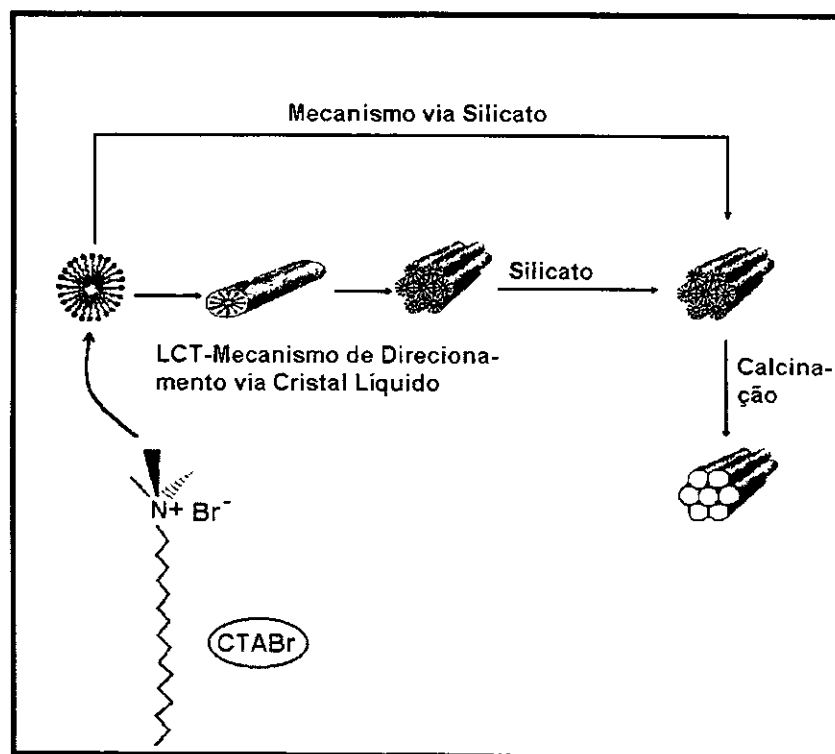 Mecanismo via Silicato
Silicato
LCT-Mecanismo de Direciona-
mento via Cristal Líquido
Calcina-
ção
N+ Br-
CTABr